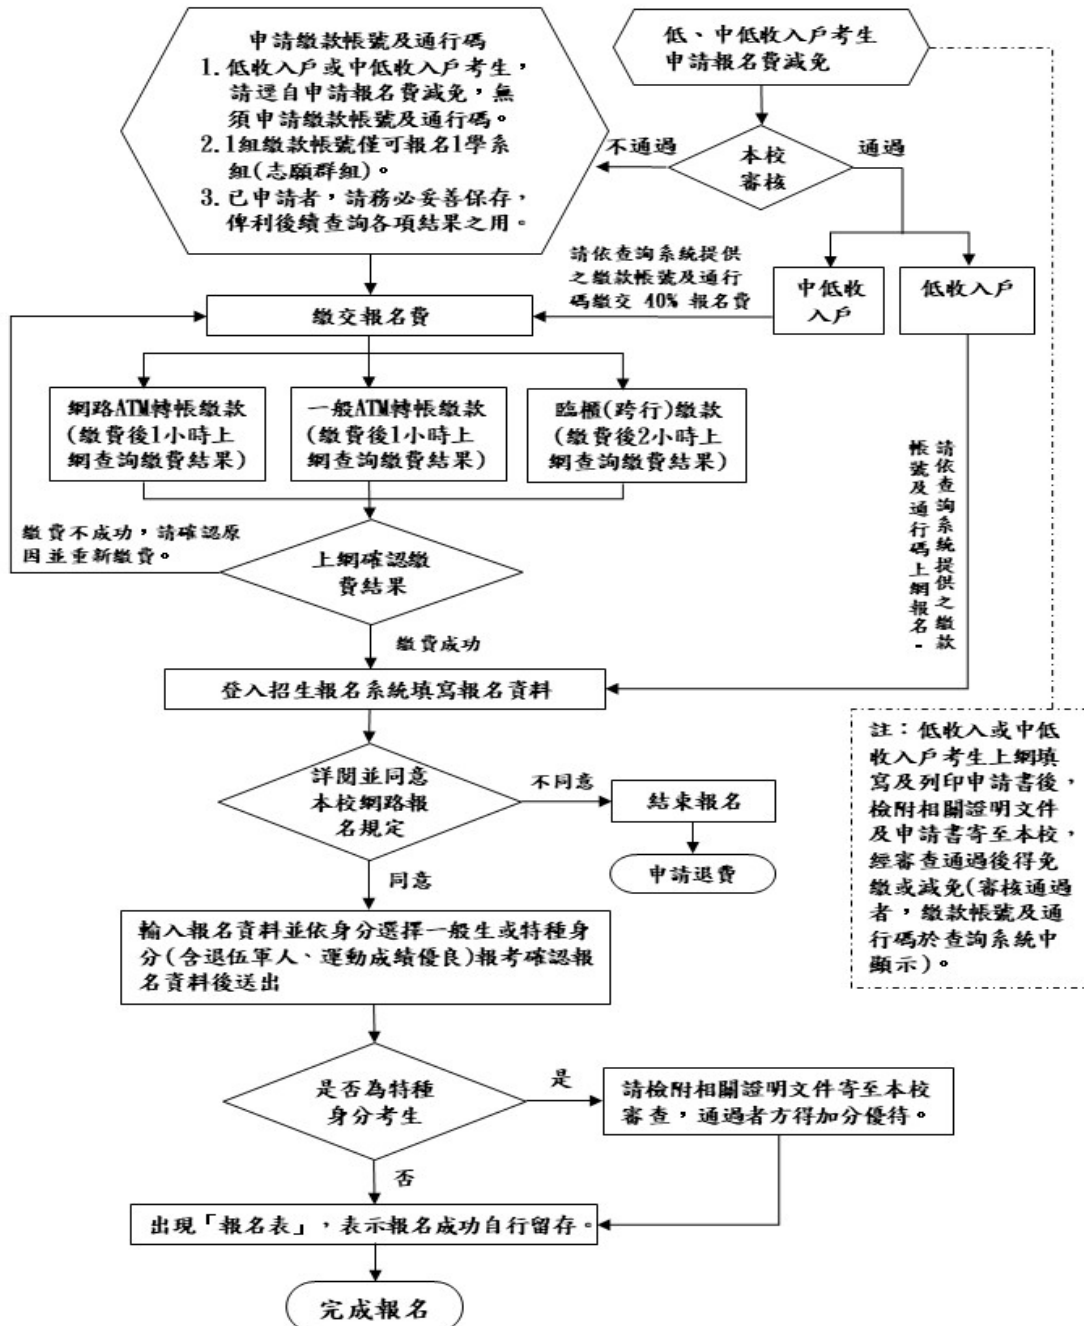 申請繳款帳號及通行碼
1.低收入戶或中低收入戶考生，
請逕自申請報名費減免，無
須申請繳款帳號及通行碼。
2.1組繳款帳號僅可報名1學系
組(志願群組)。
3.已申請者，請務必妥善保存，
俾利後續查詢各項結果之用。
低、中低收入戶考生
申請報名費減免
不通過
本校
審核
通過
請依查詢系統提供
之繳款帳號及通行
碼繳交 40% 報名費
中低收
入戶
低收入戶
繳交報名費
網路ATM轉帳繳款
(繳費後1小時上
網查詢繳費結果)
一般ATM轉帳繳款
(繳費後1小時上
網查詢繳費結果)
臨櫃(跨行)繳款
(繳費後2小時上
網查詢繳費結果)
請依查詢系統提供之繳款
帳號及通行碼上網報名。
繳費不成功，請確認原
因並重新繳費。
上網確認繳
費結果
繳費成功
登入招生報名系統填寫報名資料
詳閱並同意
本校網路報
名規定
不同意
結束報名
申請退費
同意
註：低收入或中低
收入戶考生上網填
寫及列印申請書後，
檢附相關證明文件
及申請書寄至本校，
經審查通過後得免
繳或減免(審核通過
者，繳款帳號及通
行碼於查詢系統中
顯示)。
輸入報名資料並依身分選擇一般生或特種身
分(含退伍軍人、運動成績優良)報考確認報
名資料後送出
是否為特種
身分考生
是
請檢附相關證明文件寄至本校
審查，通過者方得加分優待。
否
出現「報名表」，表示報名成功自行留存。
完成報名